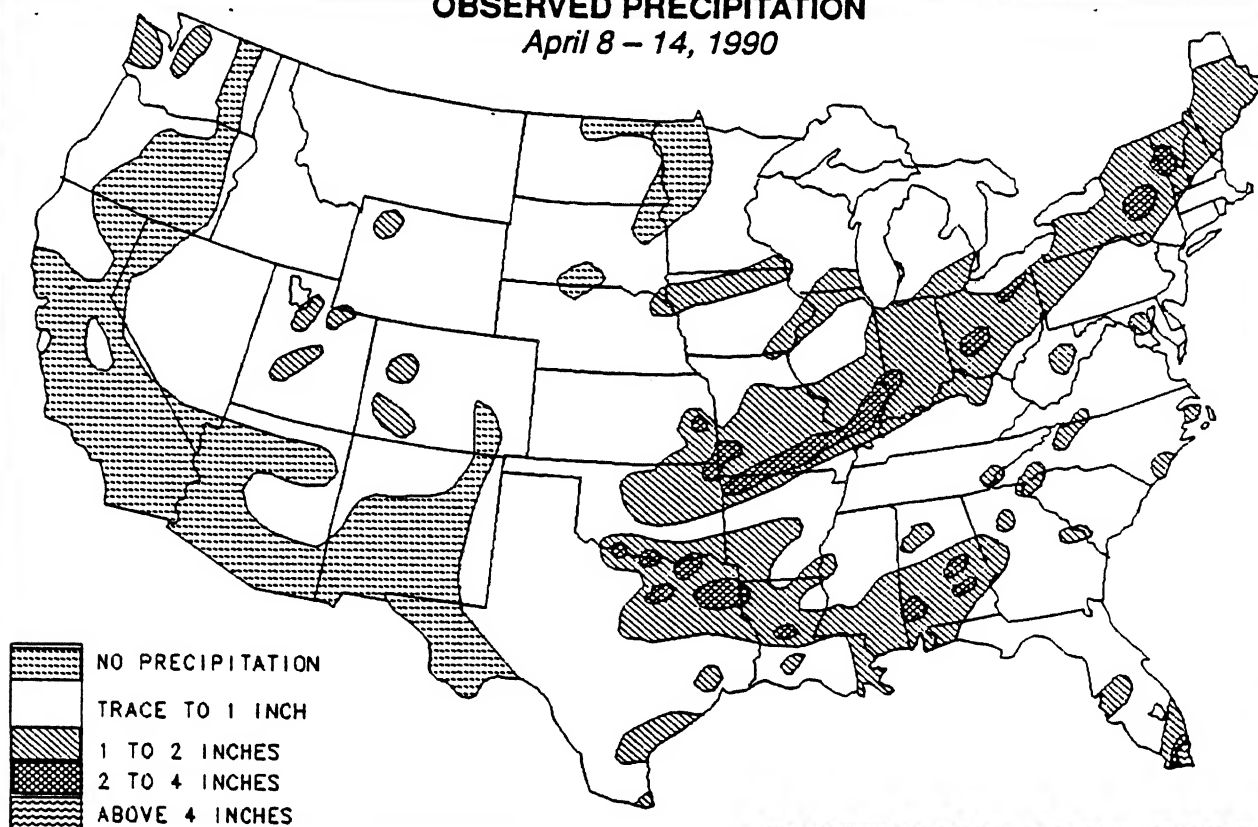 OBSERVED PRECIPITATION
April 8 – 14, 1990
NO PRECIPITATION
TRACE TO 1 INCH
1 TO 2 INCHES
2 TO 4 INCHES
ABOVE 4 INCHES